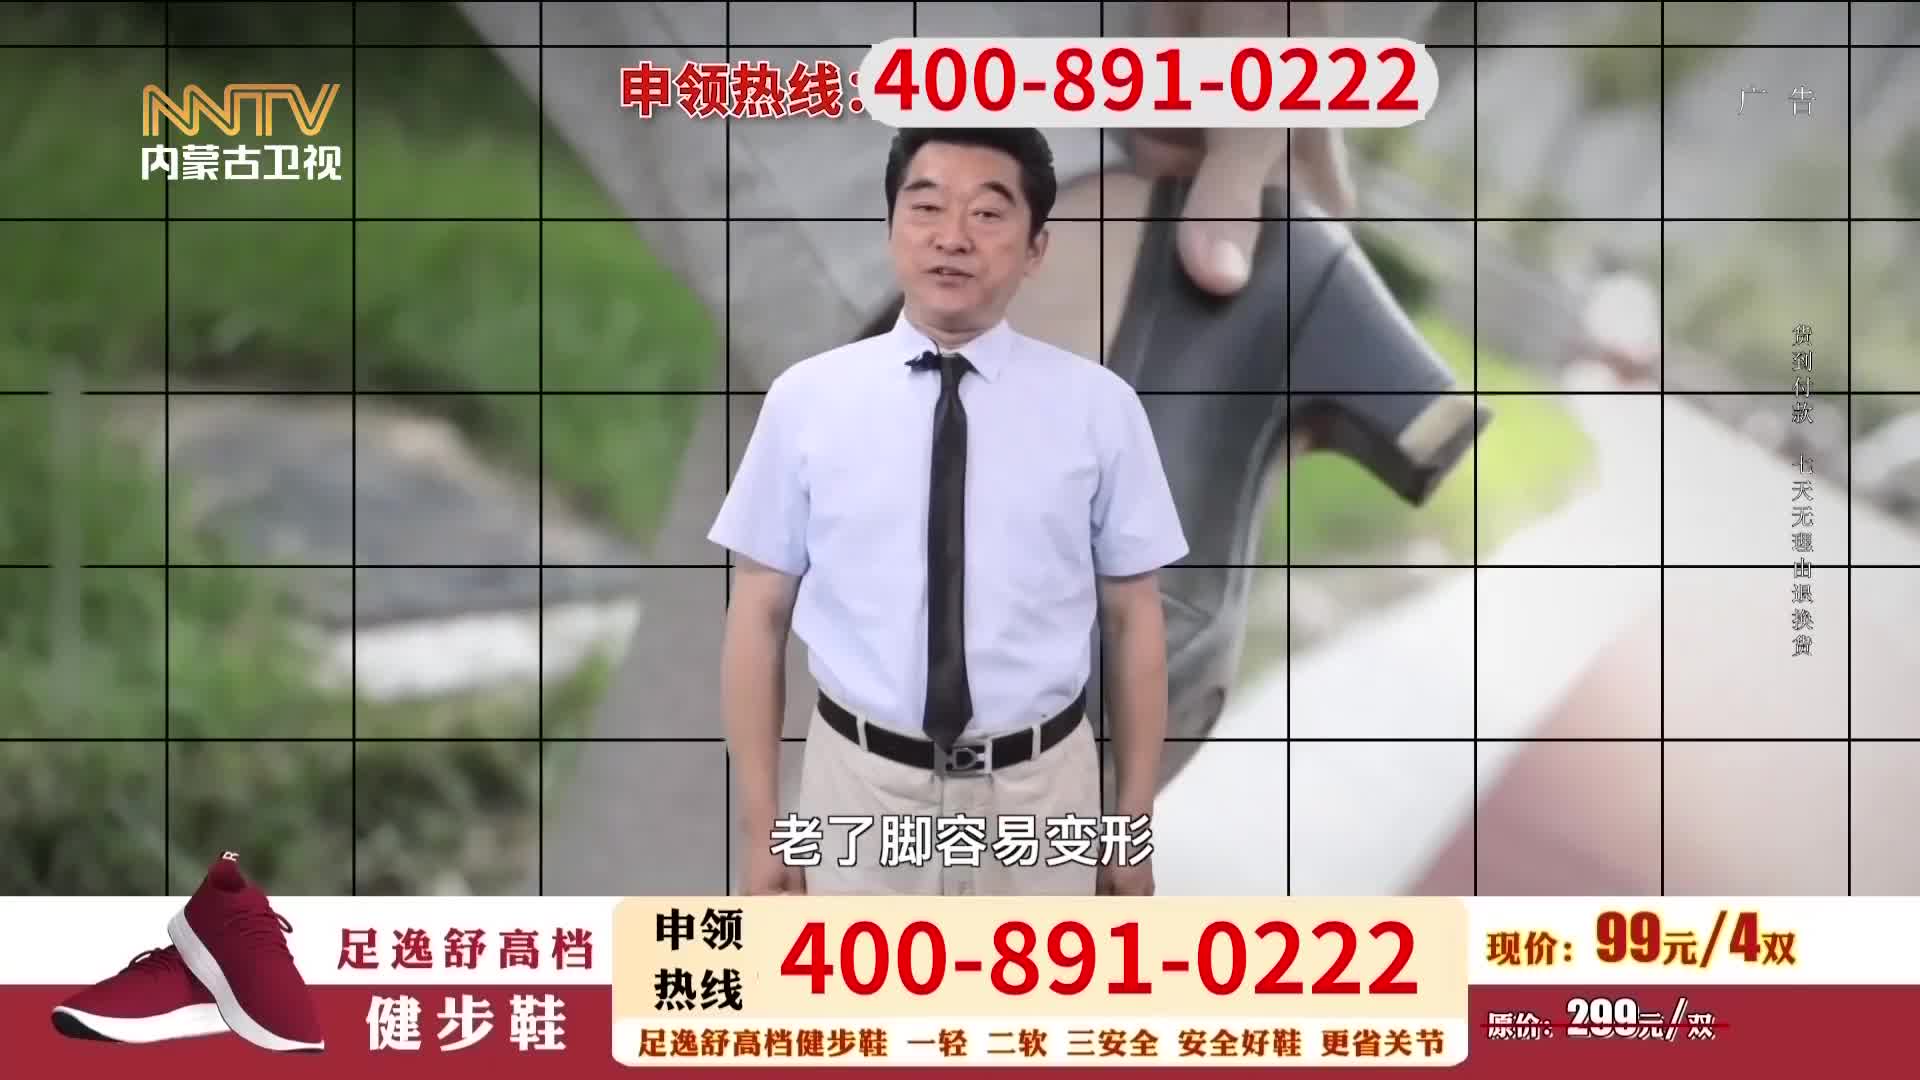 申领热线：400-891-0222
NNTV
内蒙古卫视
广告
货到付款 七天无理由退换货
老了脚容易变形
R
足逸舒高档
健步鞋
申领
热线
400-891-0222
足逸舒高档健步鞋 一轻 二软 三安全 安全好鞋 更省关节
现价：99元/4双
原价：299元/双